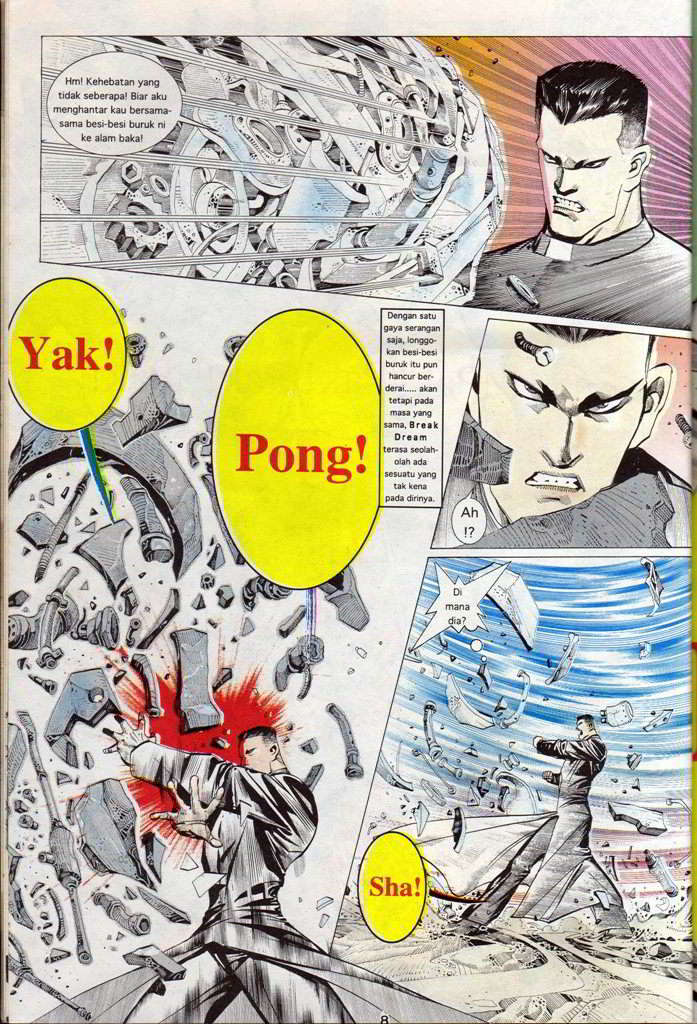 Hm! Kehebatan yang
tidak seberapa! Biar aku
menghantar kau bersama-
sama besi-besi buruk ni
ke alam baka!
Yak!
Pong!
Dengan satu
gaya serangan
saja, longgo-
kan besi-besi
buruk itu pun
hancur ber-
derai..... akan
tetapi pada
masa yang
sama, Break
Dream
terasa seolah-
olah ada
sesuatu yang
tak kena
pada dirinya.
Ah
!?
Di
mana
dia?
Sha!
8